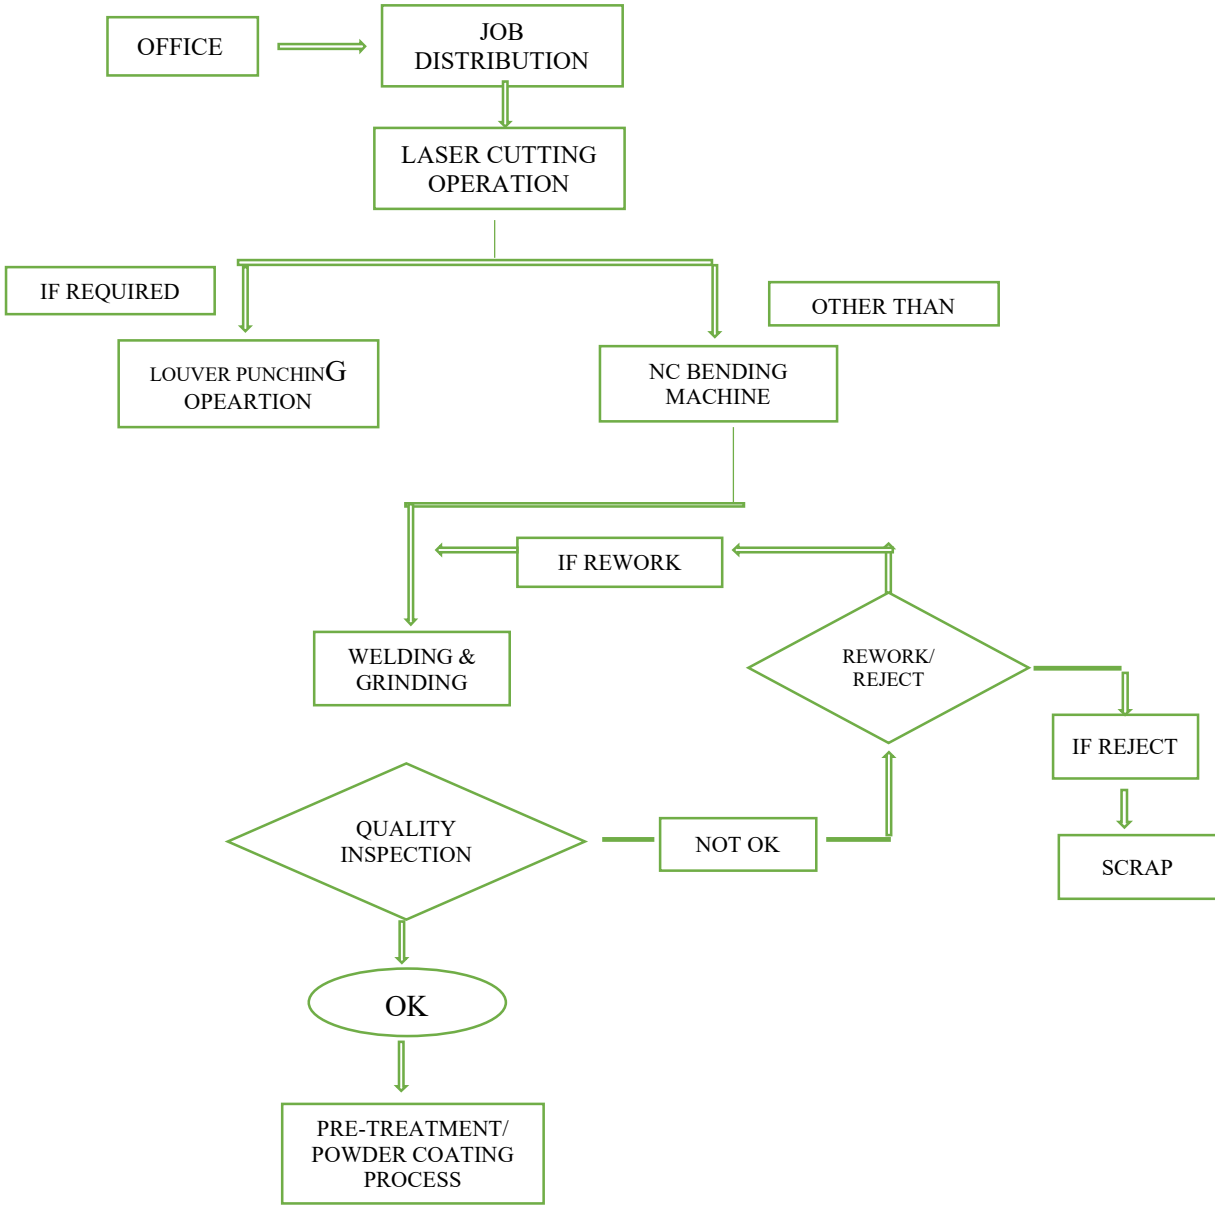 OFFICE
JOB
DISTRIBUTION
LASER CUTTING
OPERATION
IF REQUIRED
OTHER THAN
LOUVER PUNCHING
OPEARTION
NC BENDING
MACHINE
IF REWORK
WELDING &
GRINDING
REWORK/
REJECT
IF REJECT
QUALITY
INSPECTION
NOT OK
SCRAP
OK
PRE-TREATMENT/
POWDER COATING
PROCESS